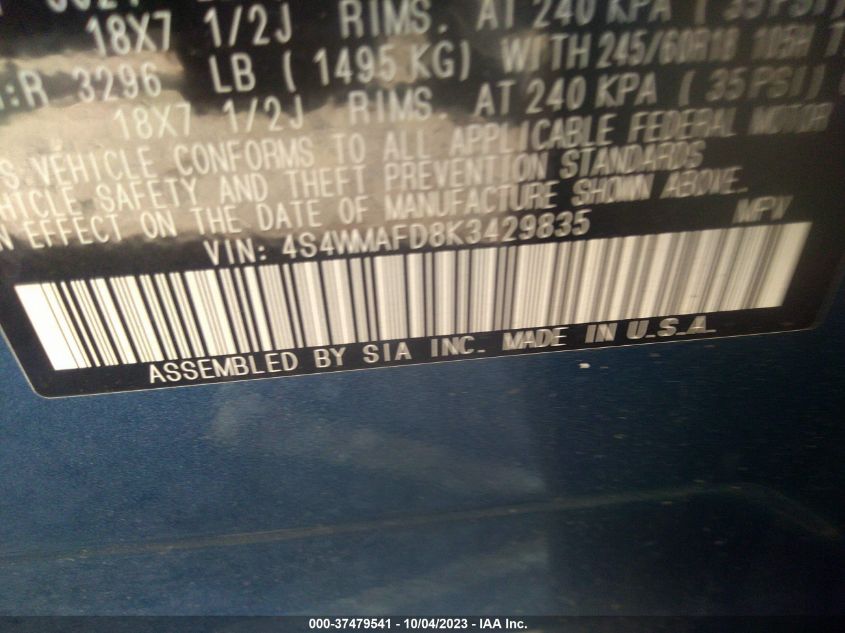 18X7 1/2J RIMS. AT 240 KPA ( 35PSI)
:R 3296 LB ( 1495 KG) WITH 245/60R18 105H
18X7 1/2J RIMS. AT 240 KPA ( 35PSI)
S VEHICLE CONFORMS TO ALL APPLICABLE FEDERAL MOTOR
HICLE SAFETY AND THEFT PREVENTION STANDARDS
N EFFECT ON THE DATE OF MANUFACTURE SHOWN ABOVE.
VIN: 4S4WMAFD8K3429835 MPV
ASSEMBLED BY SIA INC. MADE IN U.S.A.
000-37479541 - 10/04/2023 - IAA Inc.